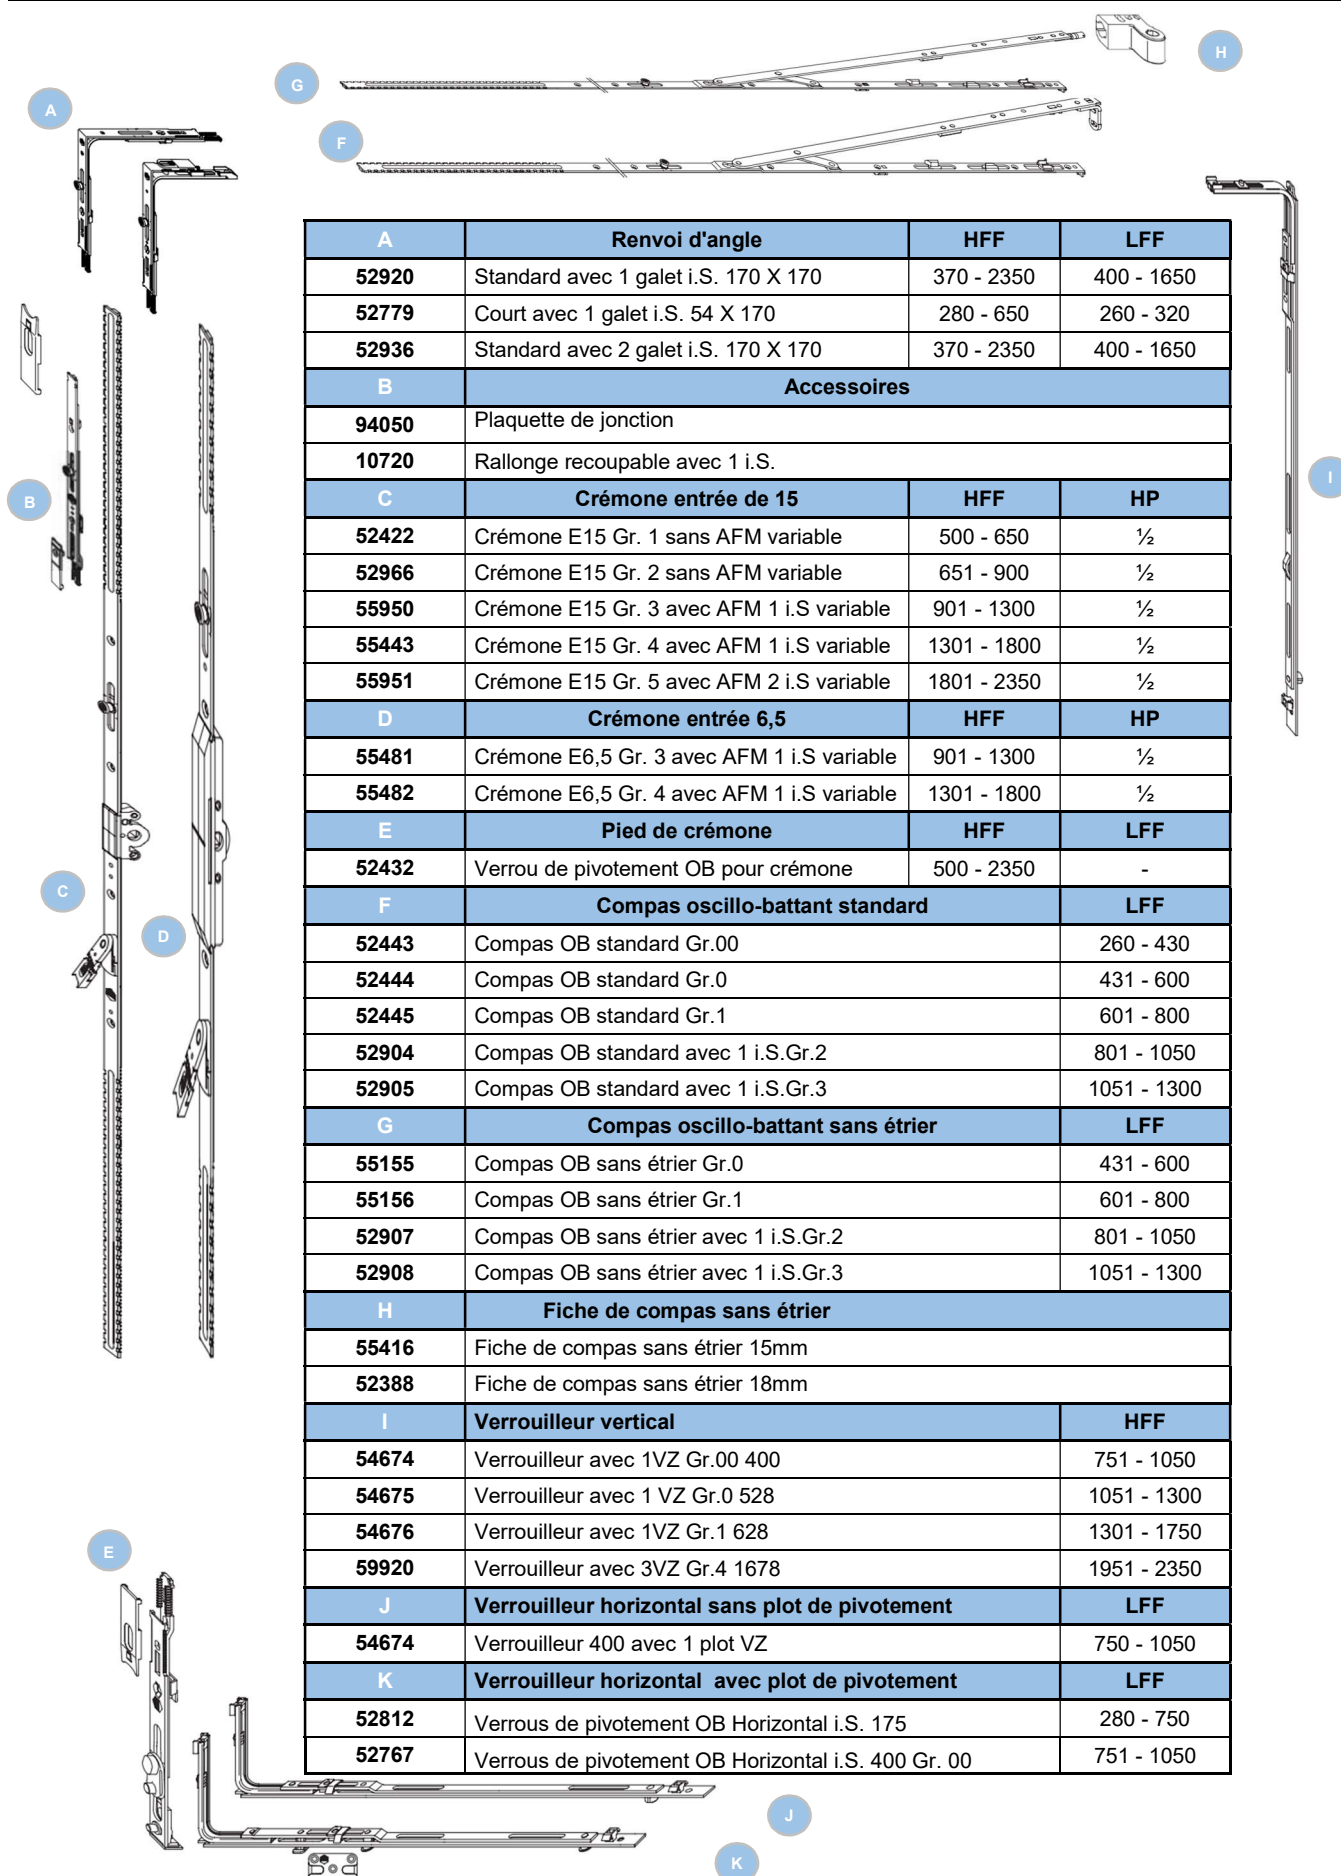 H
G
A
F
A Renvoi d'angle HFF LFF
52920 Standard avec 1 galet i.S. 170 X 170 370 - 2350 400 - 1650
52779 Court avec 1 galet i.S. 54 X 170 280 - 650 260 - 320
52936 Standard avec 2 galet i.S. 170 X 170 370 - 2350 400 - 1650
B Accessoires
94050 Plaquette de jonction
10720 Rallonge recoupable avec 1 i.S.
I
B
C Crémone entrée de 15 HFF HP
52422 Crémone E15 Gr. 1 sans AFM variable 500 - 650 ½
52966 Crémone E15 Gr. 2 sans AFM variable 651 - 900 ½
55950 Crémone E15 Gr. 3 avec AFM 1 i.S variable 901 - 1300 ½
55443 Crémone E15 Gr. 4 avec AFM 1 i.S variable 1301 - 1800 ½
55951 Crémone E15 Gr. 5 avec AFM 2 i.S variable 1801 - 2350 ½
D Crémone entrée 6,5 HFF HP
55481 Crémone E6,5 Gr. 3 avec AFM 1 i.S variable 901 - 1300 ½
55482 Crémone E6,5 Gr. 4 avec AFM 1 i.S variable 1301 - 1800 ½
E Pied de crémone HFF LFF
52432 Verrou de pivotement OB pour crémone 500 - 2350 -
C
F Compas oscillo-battant standard LFF
D
52443 Compas OB standard Gr.00 260 - 430
52444 Compas OB standard Gr.0 431 - 600
52445 Compas OB standard Gr.1 601 - 800
52904 Compas OB standard avec 1 i.S.Gr.2 801 - 1050
52905 Compas OB standard avec 1 i.S.Gr.3 1051 - 1300
G Compas oscillo-battant sans étrier LFF
55155 Compas OB sans étrier Gr.0 431 - 600
55156 Compas OB sans étrier Gr.1 601 - 800
52907 Compas OB sans étrier avec 1 i.S.Gr.2 801 - 1050
52908 Compas OB sans étrier avec 1 i.S.Gr.3 1051 - 1300
H Fiche de compas sans étrier
55416 Fiche de compas sans étrier 15mm
52388 Fiche de compas sans étrier 18mm
I Verrouilleur vertical HFF
54674 Verrouilleur avec 1VZ Gr.00 400 751 - 1050
54675 Verrouilleur avec 1 VZ Gr.0 528 1051 - 1300
54676 Verrouilleur avec 1VZ Gr.1 628 1301 - 1750
E
59920 Verrouilleur avec 3VZ Gr.4 1678 1951 - 2350
J Verrouilleur horizontal sans plot de pivotement LFF
54674 Verrouilleur 400 avec 1 plot VZ 750 - 1050
K Verrouilleur horizontal avec plot de pivotement LFF
52812 Verrous de pivotement OB Horizontal i.S. 175 280 - 750
52767 Verrous de pivotement OB Horizontal i.S. 400 Gr. 00 751 - 1050
J
K